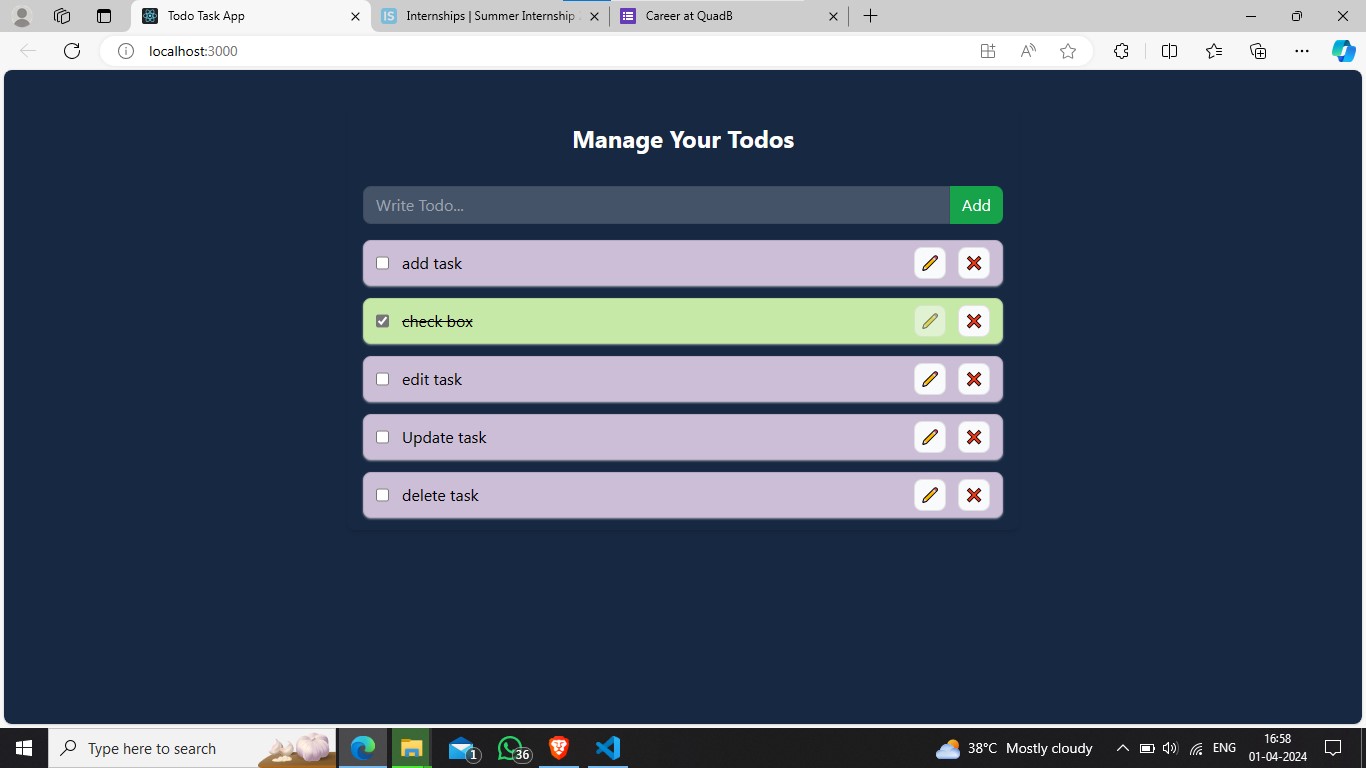 Todo Task App
Internships | Summer Internship
Career at QuadB
localhost:3000
Manage Your Todos
Write Todo...
Add
add task
check box
edit task
Update task
delete task
Type here to search
1
36
38°C Mostly cloudy
ENG
16:58
01-04-2024